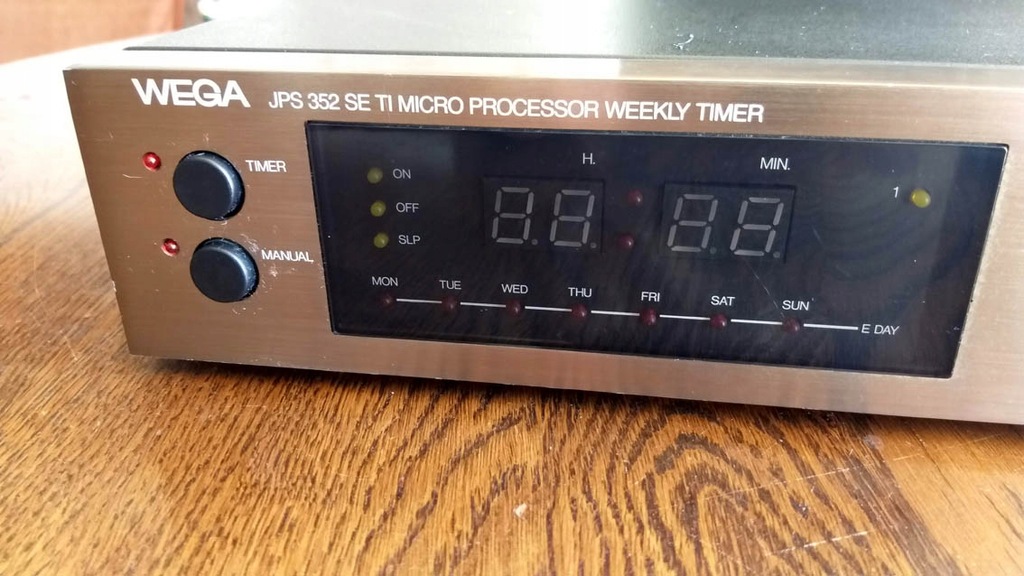 WEGA JPS 352 SE TI MICRO PROCESSOR WEEKLY TIMER
TIMER
MANUAL
ON
OFF
SLP
H. MIN.
1
MON TUE WED THU FRI SAT SUN
E DAY